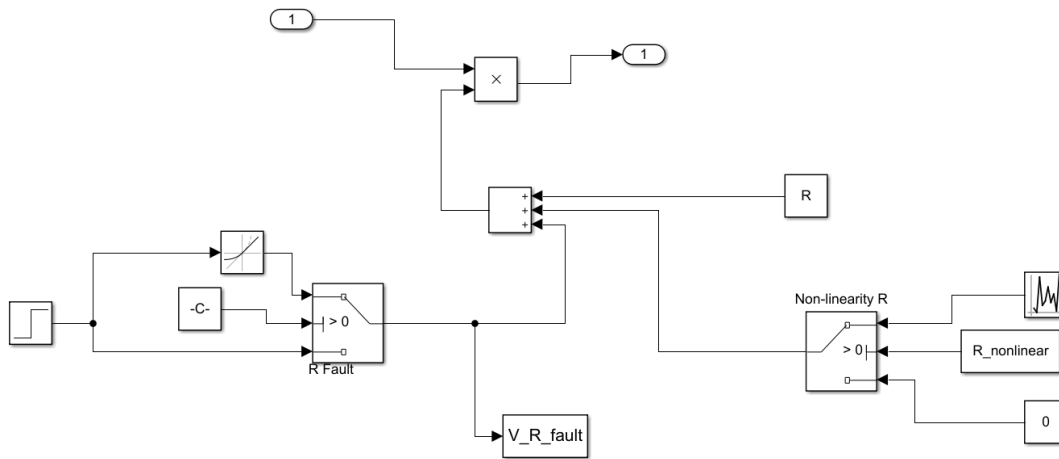 1
1
×
+
+
+
R
-C-
> 0
R Fault
V_R_fault
Non-linearity R
> 0
R_nonlinear
0